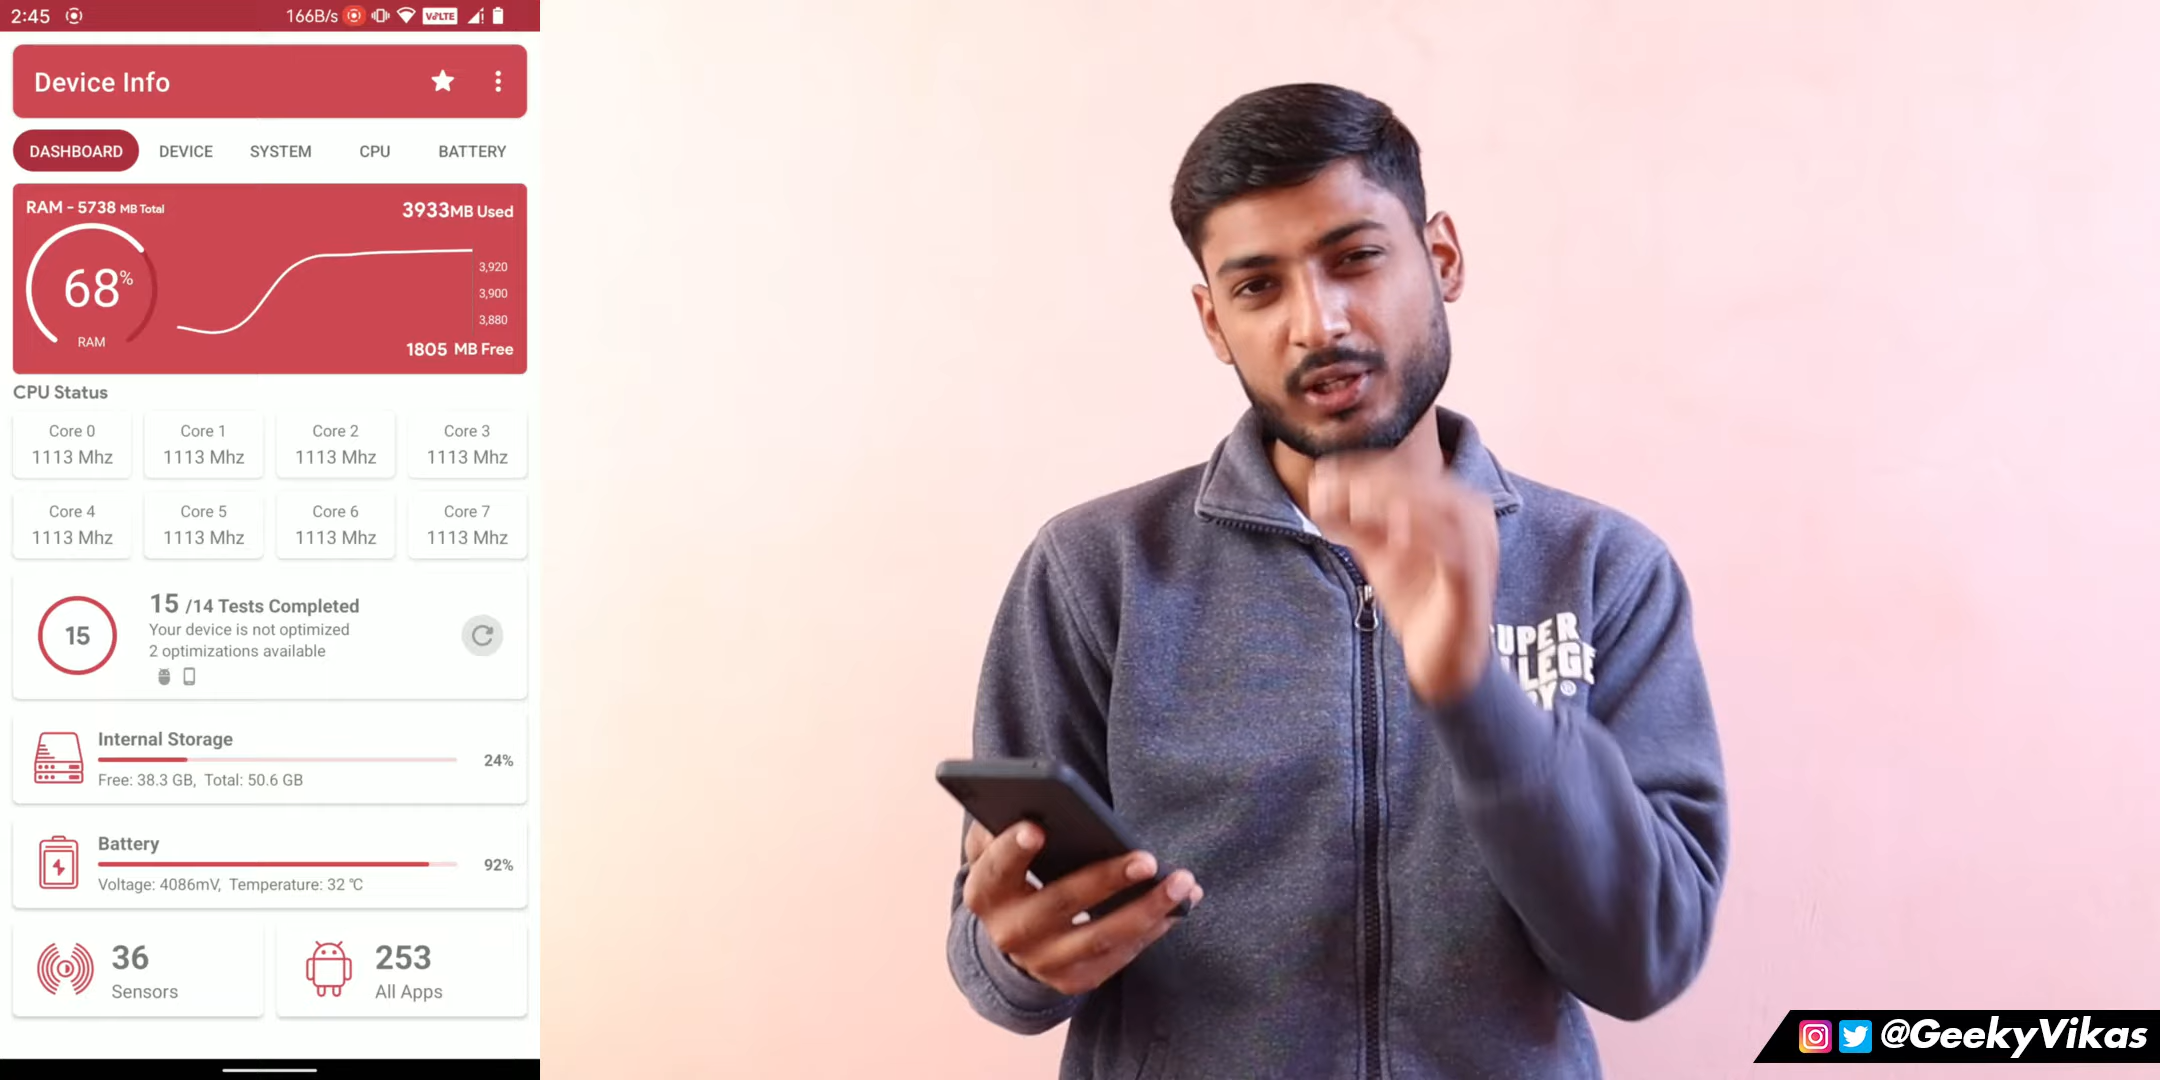 2:45
166B/s VoLTE
Device Info
DASHBOARD DEVICE SYSTEM CPU BATTERY
RAM - 5738 MB Total
3933MB Used
68%
RAM
3,920
3,900
3,880
1805 MB Free
CPU Status
Core 0 Core 1 Core 2 Core 3
1113 Mhz 1113 Mhz 1113 Mhz 1113 Mhz
Core 4 Core 5 Core 6 Core 7
1113 Mhz 1113 Mhz 1113 Mhz 1113 Mhz
15
15 /14 Tests Completed
Your device is not optimized
2 optimizations available
Internal Storage
24%
Free: 38.3 GB, Total: 50.6 GB
Battery
92%
Voltage: 4086mV, Temperature: 32 ℃
36
Sensors
253
All Apps
@GeekyVikas